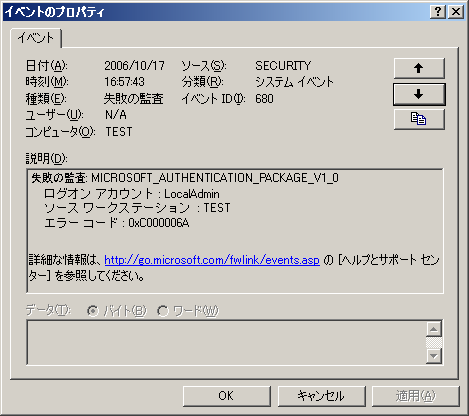 イベントのプロパティ
イベント
日付(A): 2006/10/17 ソース(S): SECURITY
時刻(M): 16:57:43 分類(R): システム イベント
種類(E): 失敗の監査 イベント ID(I): 680
ユーザー(U): N/A
コンピュータ(O): TEST
説明(D):
失敗の監査: MICROSOFT_AUTHENTICATION_PACKAGE_V1_0
ログオン アカウント : LocalAdmin
ソース ワークステーション : TEST
エラー コード : 0xC000006A
詳細な情報は、http://go.microsoft.com/fwlink/events.asp の [ヘルプとサポート セン
ター] を参照してください。
データ(T): バイト(B) ワード(W)
OK キャンセル 適用(A)